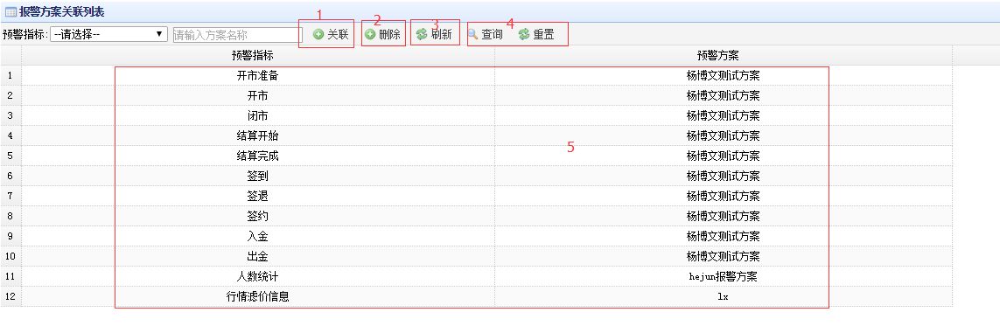 报警方案关联列表
1 2 3 4
预警指标: --请选择-- 请输入方案名称 关联 删除 刷新 查询 重置
预警指标 预警方案
1 开市准备 杨博文测试方案
2 开市 杨博文测试方案
3 闭市 杨博文测试方案
4 结算开始 杨博文测试方案
5
5 结算完成 杨博文测试方案
6 签到 杨博文测试方案
7 签退 杨博文测试方案
8 签约 杨博文测试方案
9 入金 杨博文测试方案
10 出金 杨博文测试方案
11 人数统计 hejun报警方案
12 行情滤价信息 lx